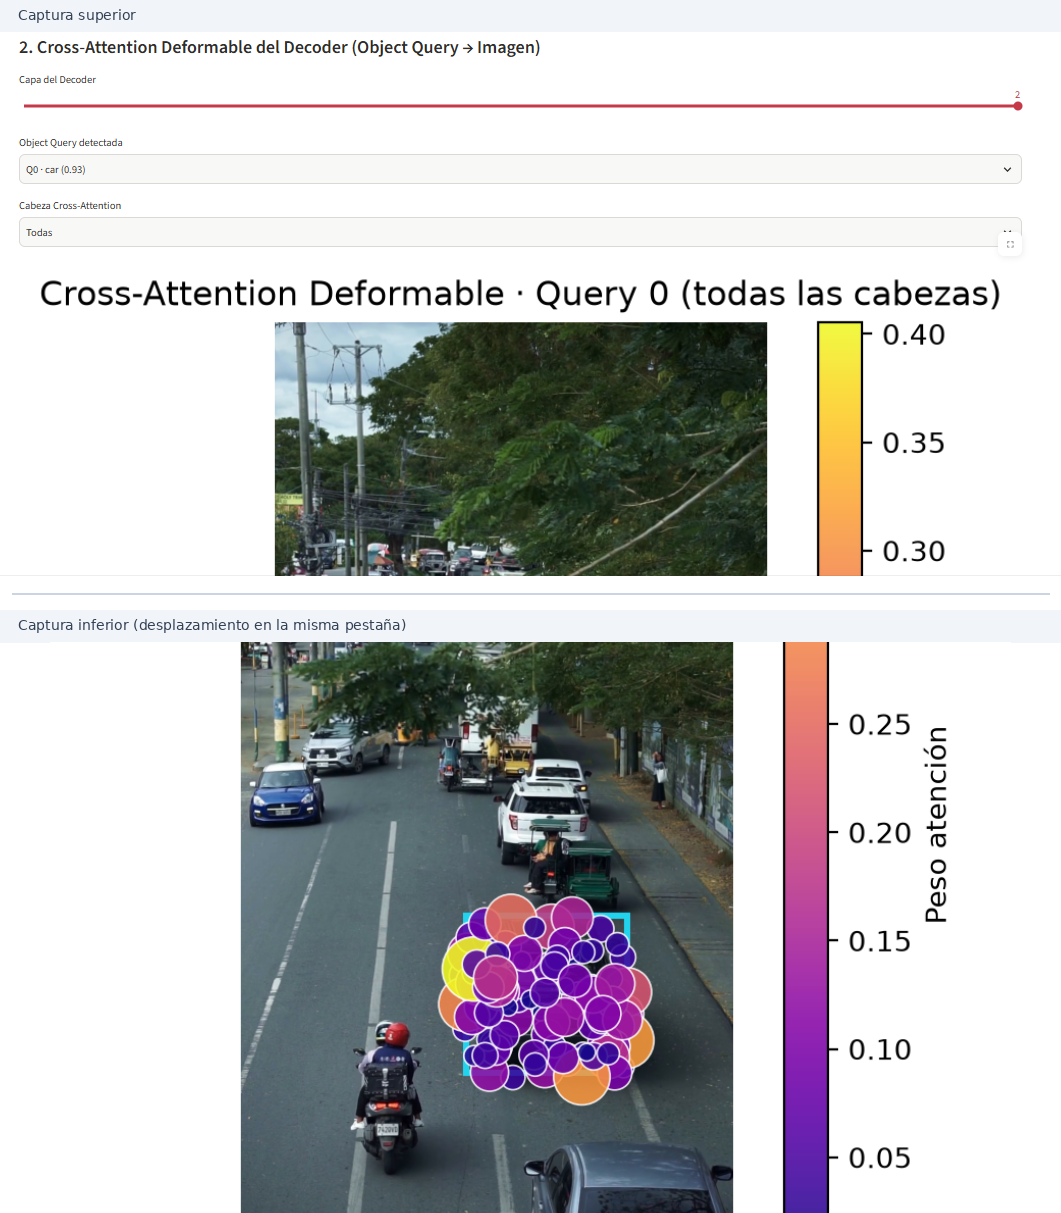 Captura superior
2. Cross-Attention Deformable del Decoder (Object Query → Imagen)
Capa del Decoder
2
Object Query detectada
Q0 · car (0.93)
Cabeza Cross-Attention
Todas
Cross-Attention Deformable · Query 0 (todas las cabezas)
0.40
0.35
0.30
Captura inferior (desplazamiento en la misma pestaña)
0.25
0.20
0.15
0.10
0.05
Peso atención